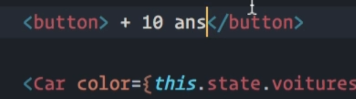 <button> + 10 ans</button>
<Car color={this.state.voitures